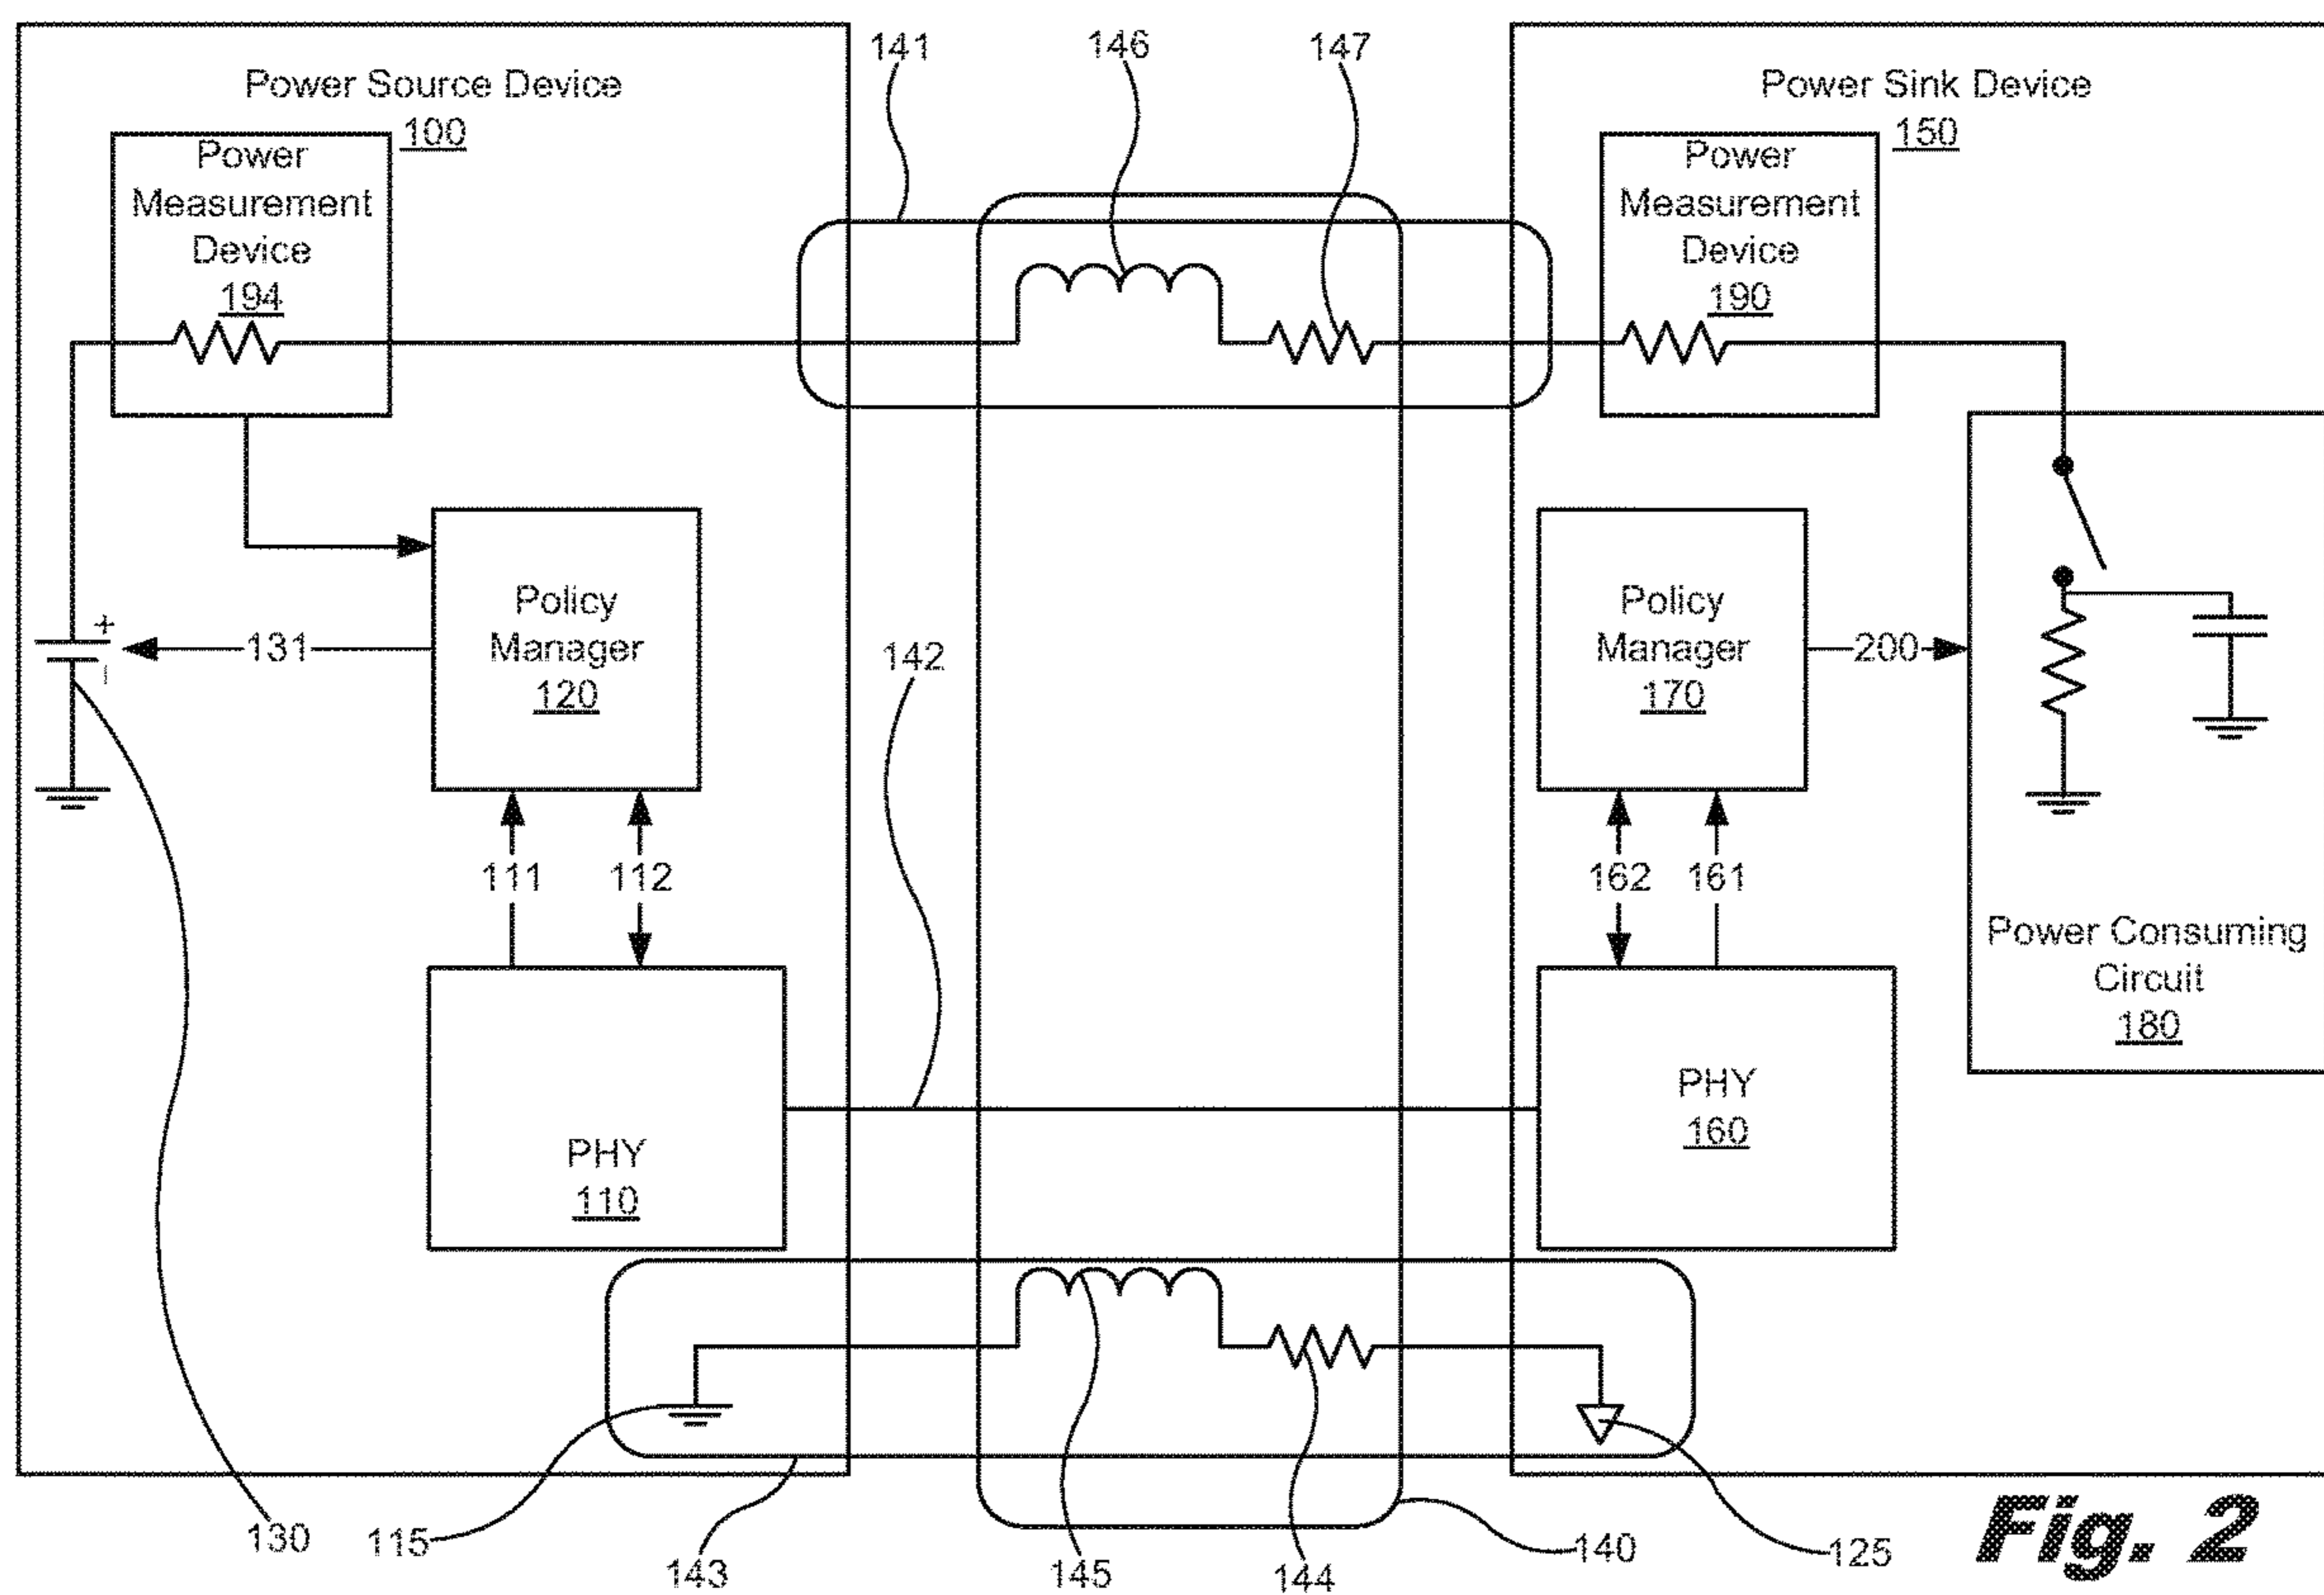 141
146
147
Power Source Device
100
Power Sink Device
150
Power
Measurement
Device
194
Power
Measurement
Device
190
+
-
131
Policy
Manager
120
142
Policy
Manager
170
200
111
112
162
161
Power Consuming
Circuit
180
PHY
110
PHY
160
130
115
143
145
144
140
125
Fig. 2